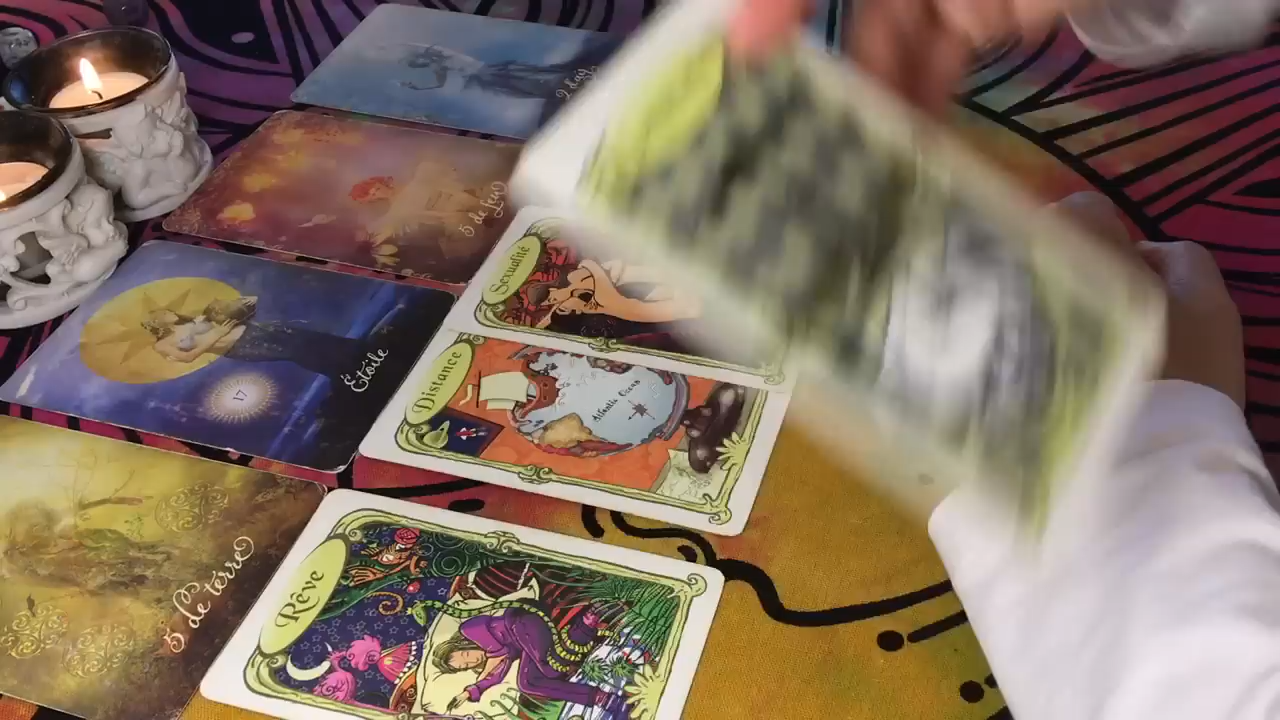 5 de feu
Sexualité
Étoile
17
Distance
Atlantic Ocean
5 de terre
Rêve